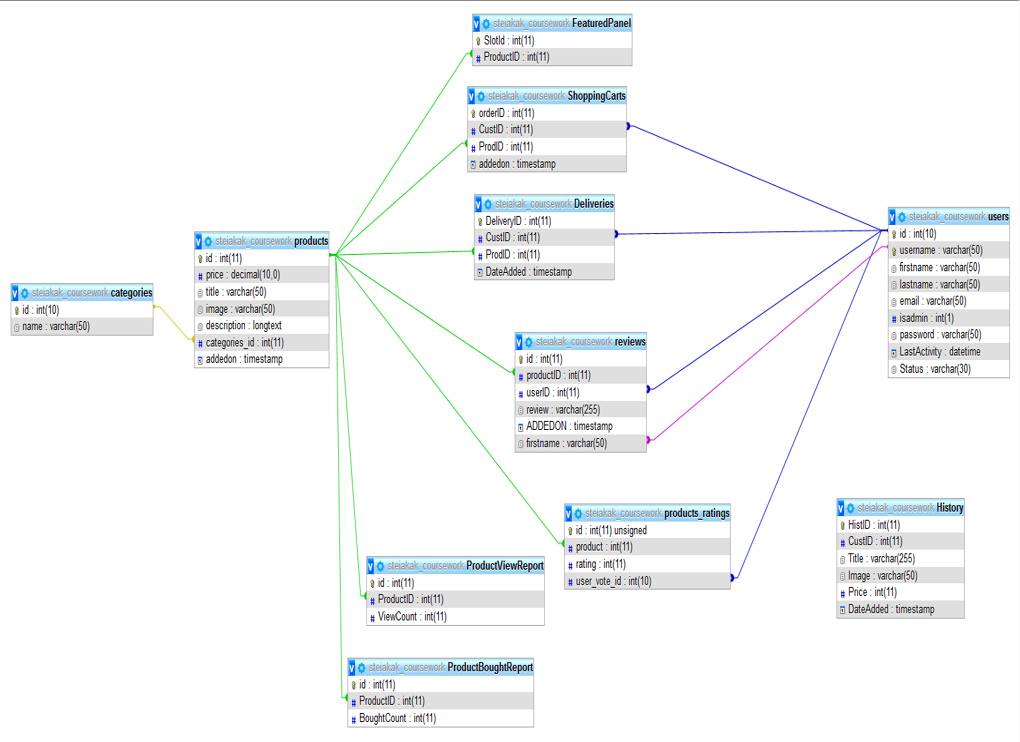 v steiakak_coursework FeaturedPanel
SlotId : int(11)
# ProductID : int(11)
v steiakak_coursework ShoppingCarts
orderID : int(11)
# CustID : int(11)
# ProdID : int(11)
addedon : timestamp
v steiakak_coursework Deliveries
DeliveryID : int(11)
# CustID : int(11)
# ProdID : int(11)
DateAdded : timestamp
v steiakak_coursework users
id : int(10)
username : varchar(50)
firstname : varchar(50)
lastname : varchar(50)
email : varchar(50)
# isadmin : int(1)
password : varchar(50)
LastActivity : datetime
Status : varchar(30)
v steiakak_coursework products
id : int(11)
# price : decimal(10,0)
title : varchar(50)
image : varchar(50)
description : longtext
# categories_id : int(11)
addedon : timestamp
v steiakak_coursework categories
id : int(10)
name : varchar(50)
v steiakak_coursework reviews
id : int(11)
# productID : int(11)
# userID : int(11)
review : varchar(255)
ADDEDON : timestamp
firstname : varchar(50)
v steiakak_coursework products_ratings
id : int(11) unsigned
# product : int(11)
# rating : int(11)
# user_vote_id : int(10)
v steiakak_coursework History
HistID : int(11)
# CustID : int(11)
Title : varchar(255)
Image : varchar(50)
# Price : int(11)
DateAdded : timestamp
v steiakak_coursework ProductViewReport
id : int(11)
# ProductID : int(11)
# ViewCount : int(11)
v steiakak_coursework ProductBoughtReport
id : int(11)
# ProductID : int(11)
# BoughtCount : int(11)